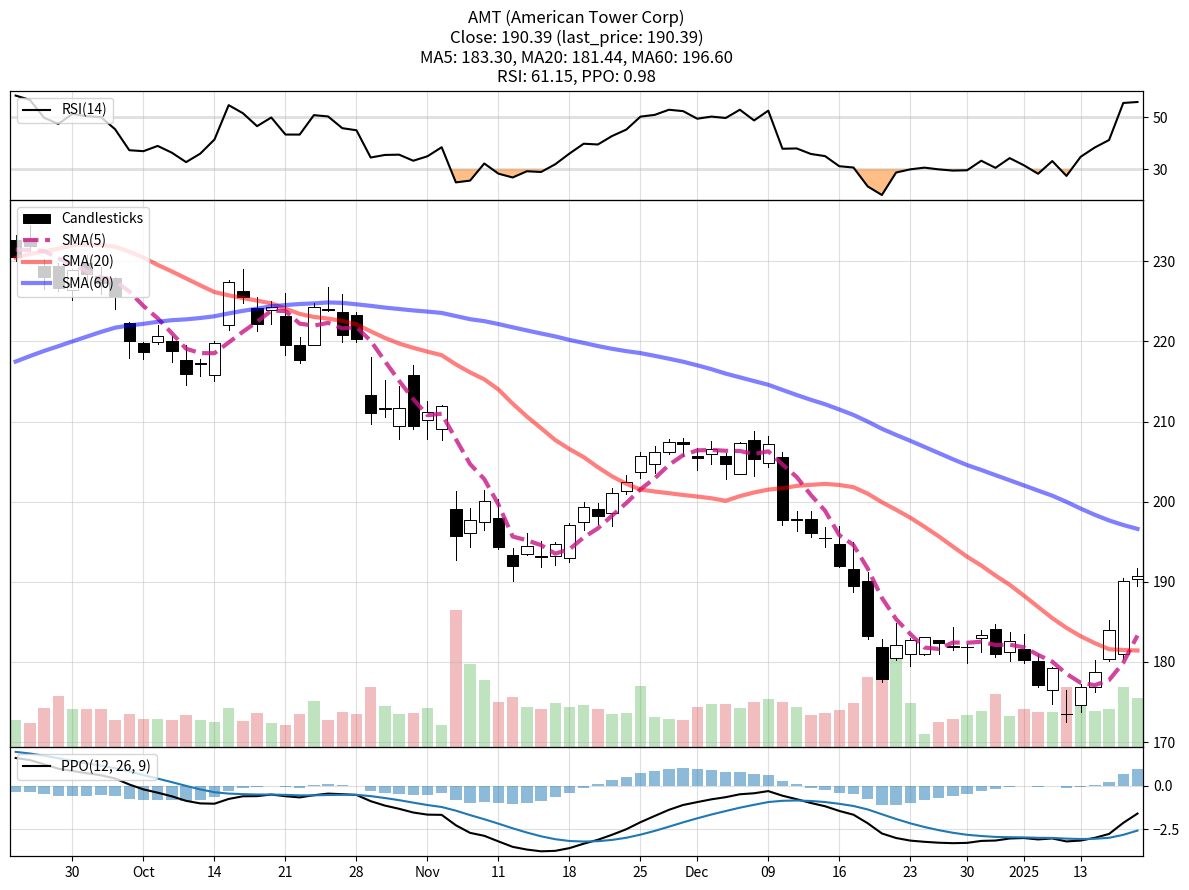 AMT (American Tower Corp)
Close: 190.39 (last_price: 190.39)
MA5: 183.30, MA20: 181.44, MA60: 196.60
RSI: 61.15, PPO: 0.98
RSI(14)
50
30
Candlesticks
SMA(5)
SMA(20)
SMA(60)
230
220
210
200
190
180
170
PPO(12, 26, 9)
0.0
−2.5
30 Oct 14 21 28 Nov 11 18 25 Dec 09 16 23 30 2025 13